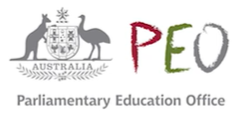 PEO
AUSTRALIA
Parliamentary Education Office